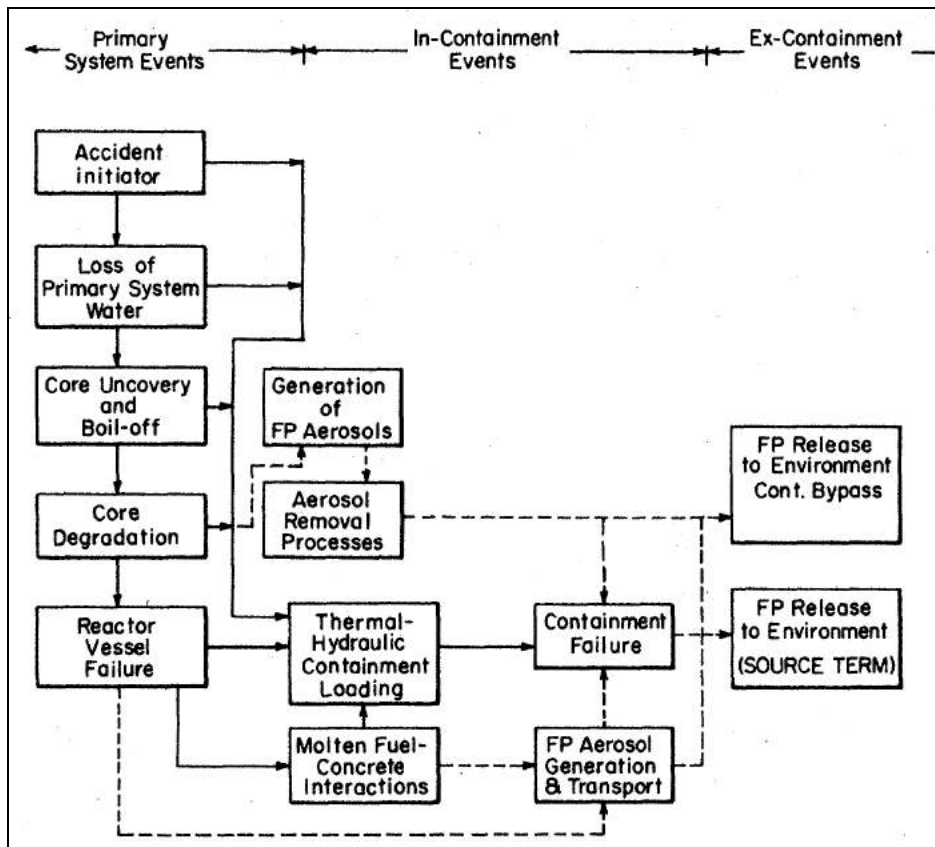 Primary
System Events
In-Containment
Events
Ex-Containment
Events
Accident
initiator
Loss of
Primary System
Water
Core Uncovery
and
Boil-off
Generation
of
FP Aerosols
FP Release
to Environment
Cont. Bypass
Core
Degradation
Aerosol
Removal
Processes
Reactor
Vessel
Failure
Thermal-
Hydraulic
Containment
Loading
Containment
Failure
FP Release
to Environment
(SOURCE TERM)
Molten Fuel-
Concrete
Interactions
FP Aerosol
Generation
& Transport